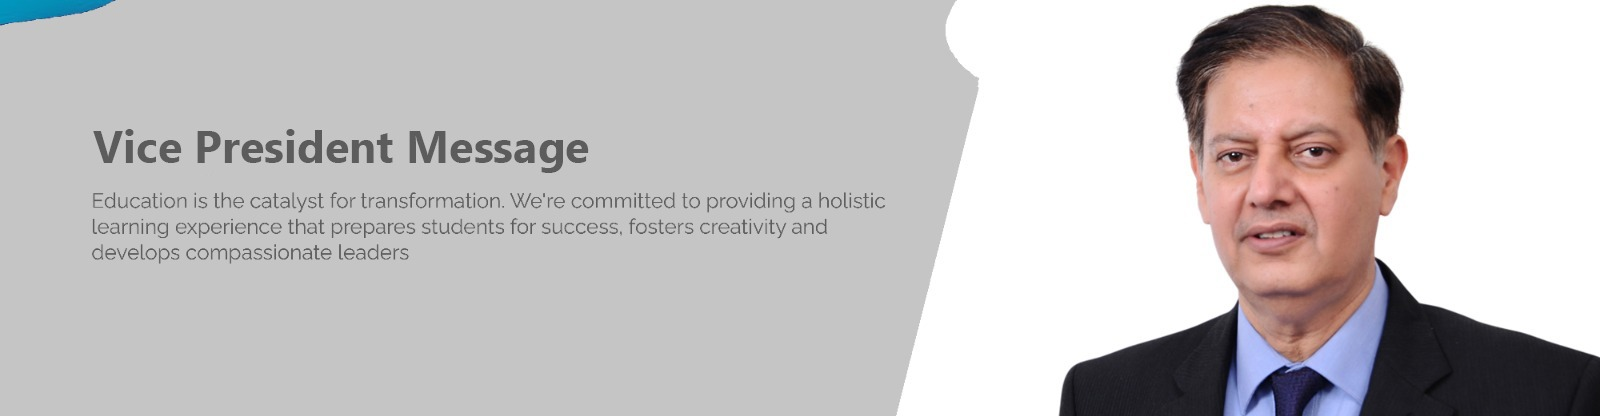 Vice President Message
Education is the catalyst for transformation. We're committed to providing a holistic
learning experience that prepares students for success, fosters creativity and
develops compassionate leaders